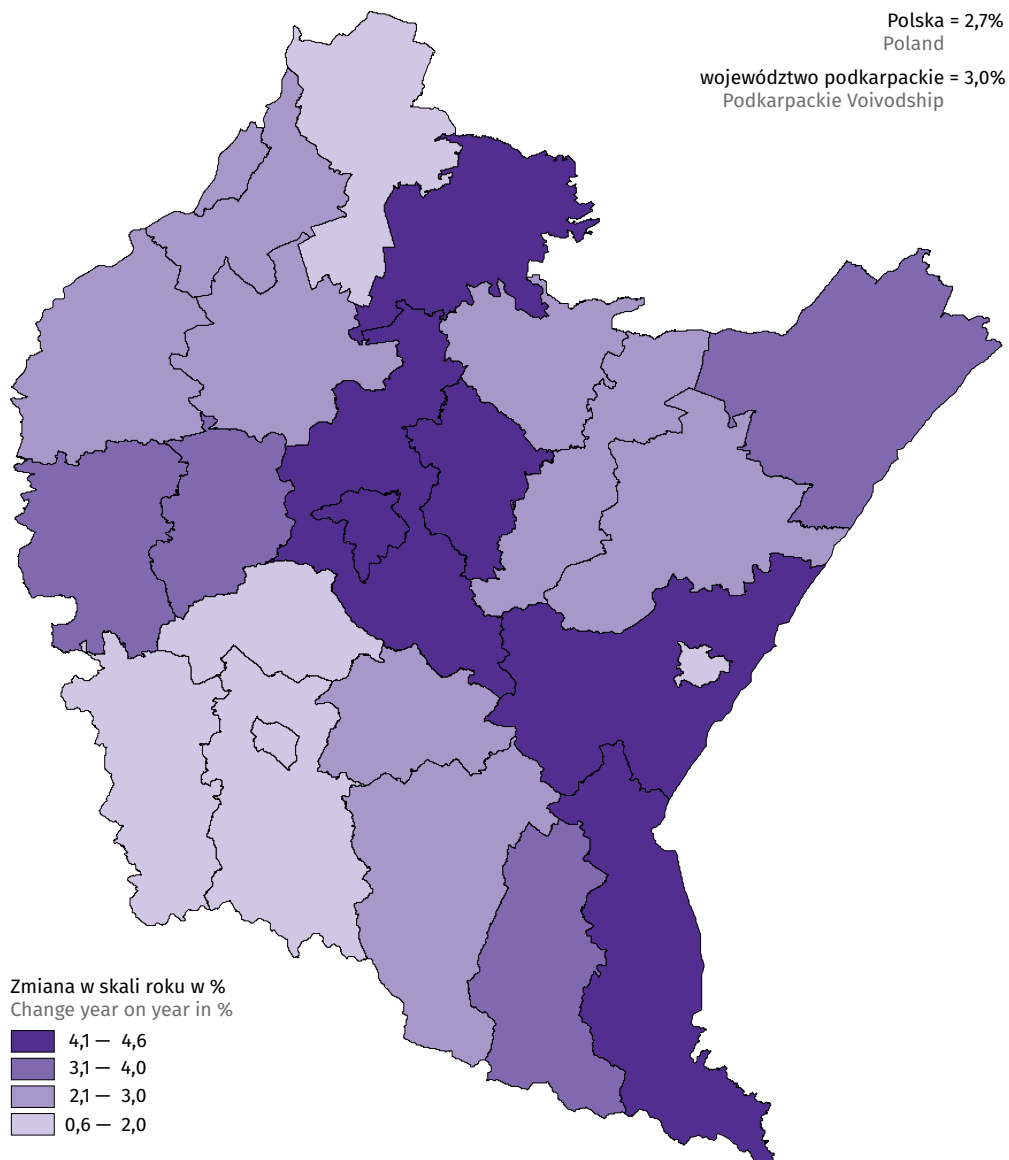 Polska = 2,7%
Poland
województwo podkarpackie = 3,0%
Podkarpackie Voivodship
Zmiana w skali roku w %
Change year on year in %
4,1 — 4,6
3,1 — 4,0
2,1 — 3,0
0,6 — 2,0